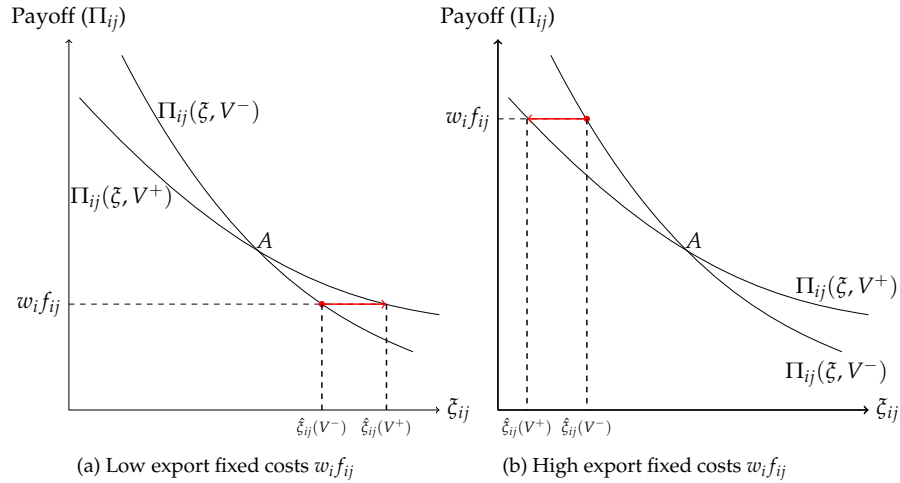 Payoff (Π_ij)
Π_ij(ξ, V⁻)
Π_ij(ξ, V⁺)
A
w_i f_ij
ξ̂_ij(V⁻) ξ̂_ij(V⁺)
ξ_ij
(a) Low export fixed costs w_i f_ij
Payoff (Π_ij)
w_i f_ij
A
Π_ij(ξ, V⁺)
Π_ij(ξ, V⁻)
ξ̂_ij(V⁺) ξ̂_ij(V⁻)
ξ_ij
(b) High export fixed costs w_i f_ij